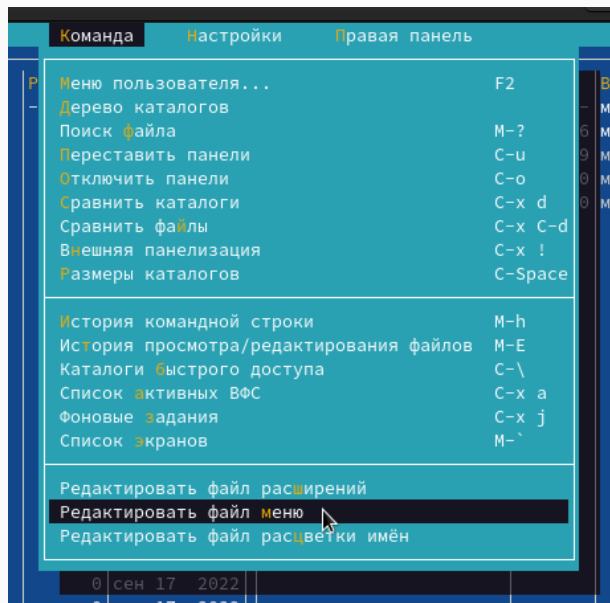 Команда Настройки Правая панель
Меню пользователя... F2
Дерево каталогов
Поиск файла M-?
Переставить панели C-u
Отключить панели C-o
Сравнить каталоги C-x d
Сравнить файлы C-x C-d
Внешняя панелизация C-x !
Размеры каталогов C-Space
История командной строки M-h
История просмотра/редактирования файлов M-E
Каталоги быстрого доступа C-\
Список активных ВФС C-x a
Фоновые задания C-x j
Список экранов M-`
Редактировать файл расширений
Редактировать файл меню
Редактировать файл расцветки имён
0 сен 17 2022